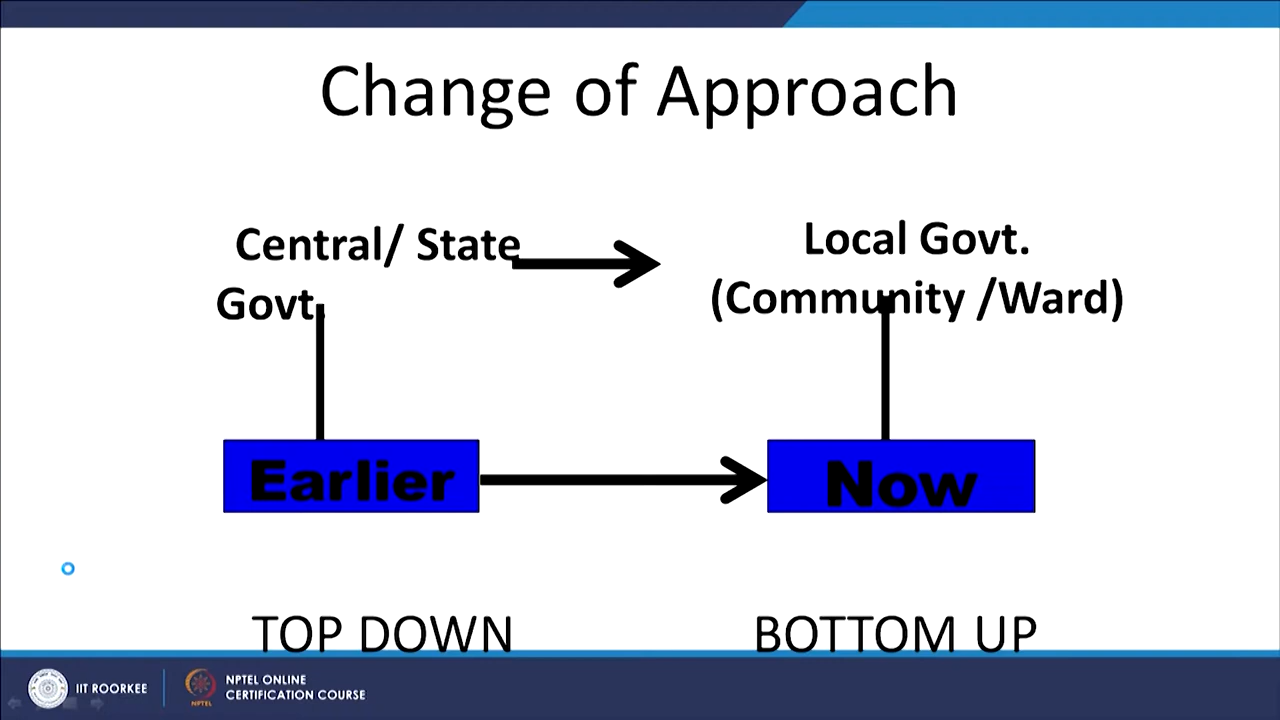 Change of Approach
Central/ State
Govt.
Local Govt.
(Community /Ward)
Earlier
Now
TOP DOWN
BOTTOM UP
IIT ROORKEE
NPTEL
NPTEL ONLINE
CERTIFICATION COURSE